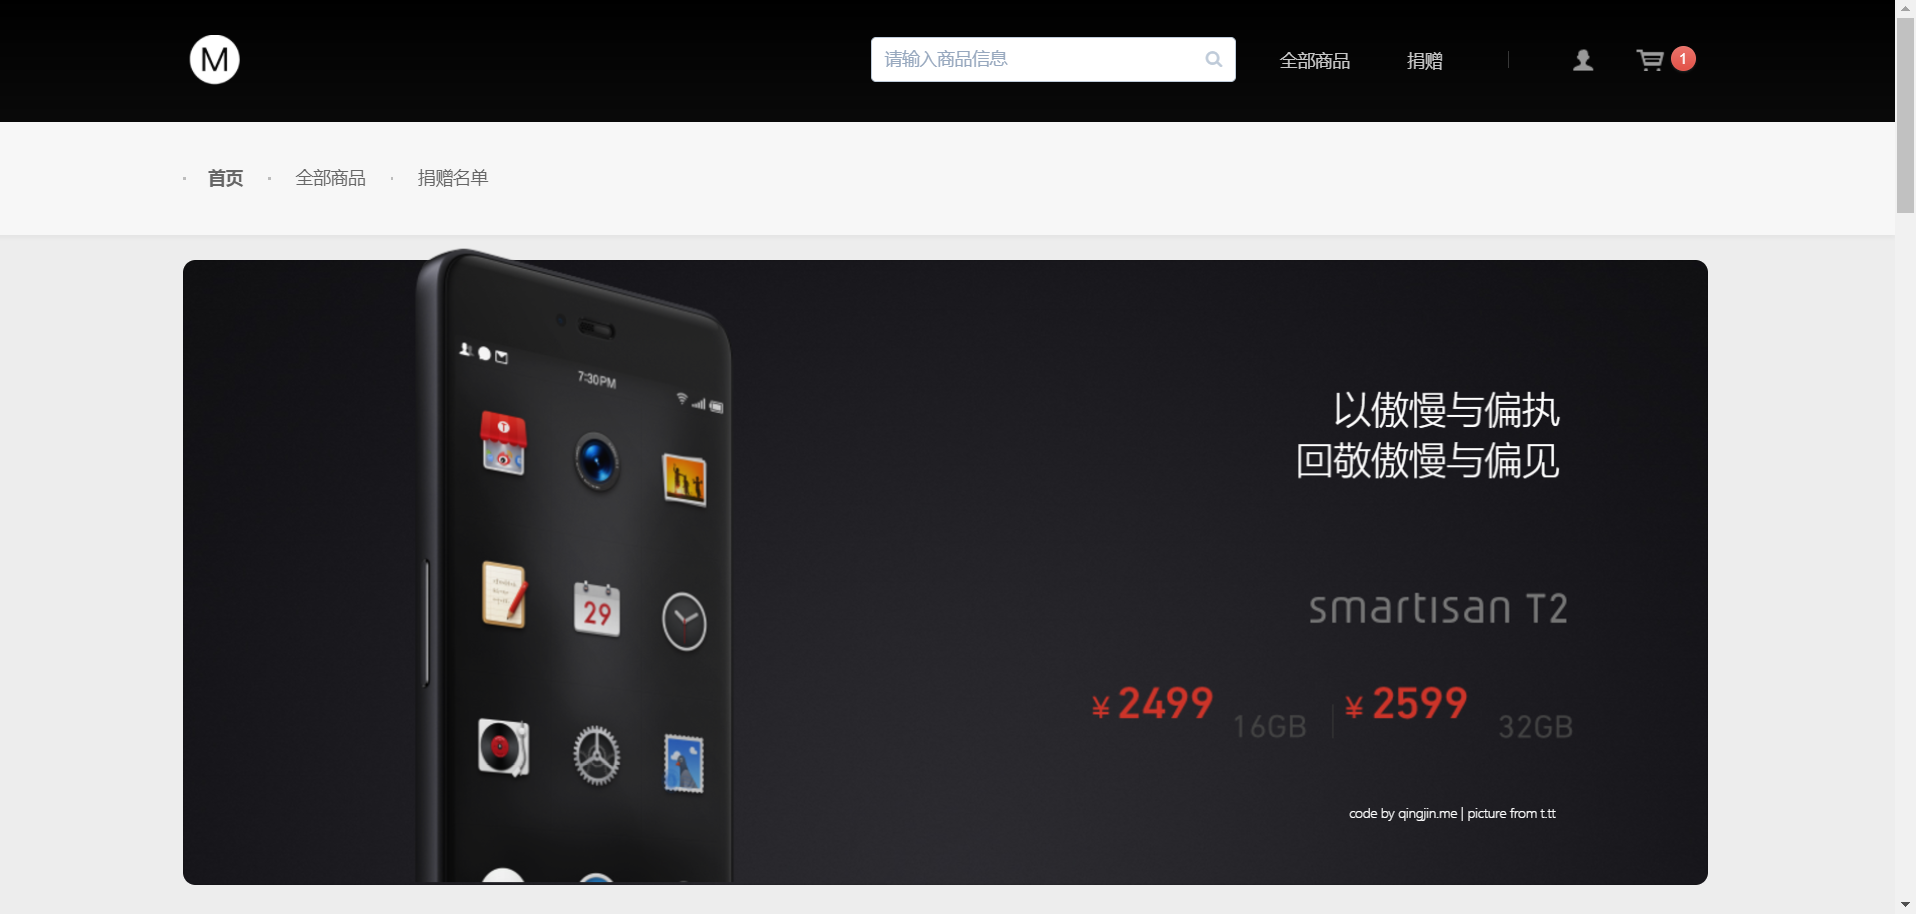 M
请输入商品信息
全部商品
捐赠
1
首页
全部商品
捐赠名单
7:30PM
T
29
以傲慢与偏执
回敬傲慢与偏见
smartisan T2
¥ 2499 16GB
¥ 2599 32GB
code by qingjin.me | picture from t.tt